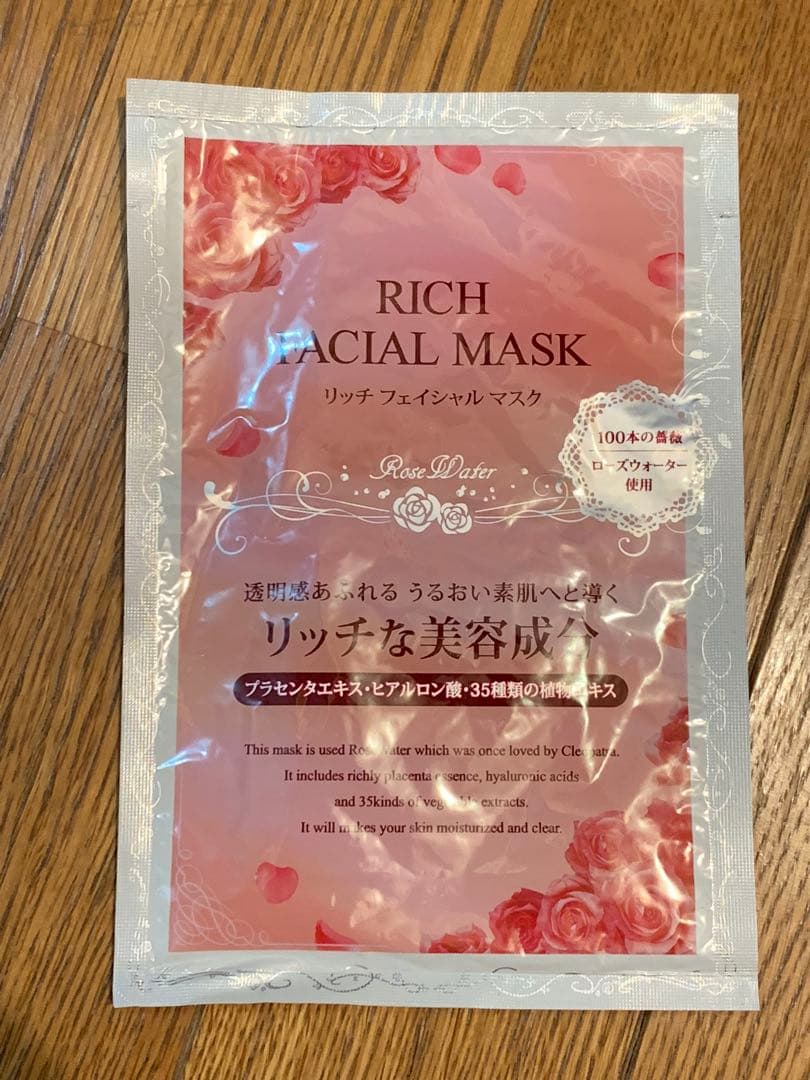 RICH
FACIAL MASK
リッチ フェイシャル マスク
100本の薔薇
ローズウォーター
使用
Rose Water
透明感あふれる うるおい素肌へと導く
リッチな美容成分
プラセンタエキス・ヒアルロン酸・35種類の植物エキス
This mask is used Rose Water which was once loved by Cleopatra.
It includes richly placenta essence, hyaluronic acids
and 35kinds of vegetable extracts.
It will makes your skin moisturized and clear.